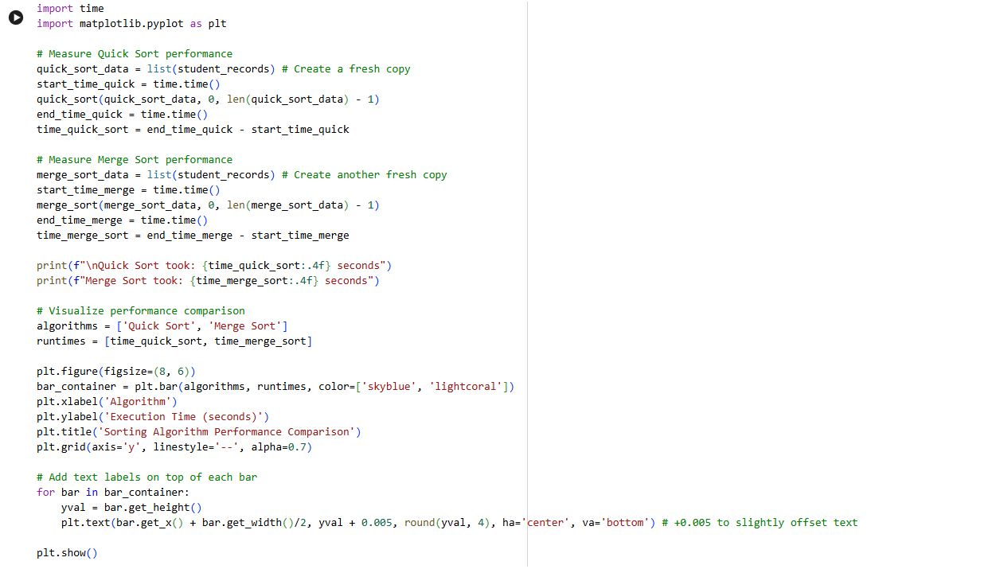 import time
import matplotlib.pyplot as plt
# Measure Quick Sort performance
quick_sort_data = list(student_records) # Create a fresh copy
start_time_quick = time.time()
quick_sort(quick_sort_data, 0, len(quick_sort_data) - 1)
end_time_quick = time.time()
time_quick_sort = end_time_quick - start_time_quick
# Measure Merge Sort performance
merge_sort_data = list(student_records) # Create another fresh copy
start_time_merge = time.time()
merge_sort(merge_sort_data, 0, len(merge_sort_data) - 1)
end_time_merge = time.time()
time_merge_sort = end_time_merge - start_time_merge
print(f"\nQuick Sort took: {time_quick_sort:.4f} seconds")
print(f"Merge Sort took: {time_merge_sort:.4f} seconds")
# Visualize performance comparison
algorithms = ['Quick Sort', 'Merge Sort']
runtimes = [time_quick_sort, time_merge_sort]
plt.figure(figsize=(8, 6))
bar_container = plt.bar(algorithms, runtimes, color=['skyblue', 'lightcoral'])
plt.xlabel('Algorithm')
plt.ylabel('Execution Time (seconds)')
plt.title('Sorting Algorithm Performance Comparison')
plt.grid(axis='y', linestyle='--', alpha=0.7)
# Add text labels on top of each bar
for bar in bar_container:
    yval = bar.get_height()
    plt.text(bar.get_x() + bar.get_width()/2, yval + 0.005, round(yval, 4), ha='center', va='bottom') # +0.005 to slightly offset text
plt.show()